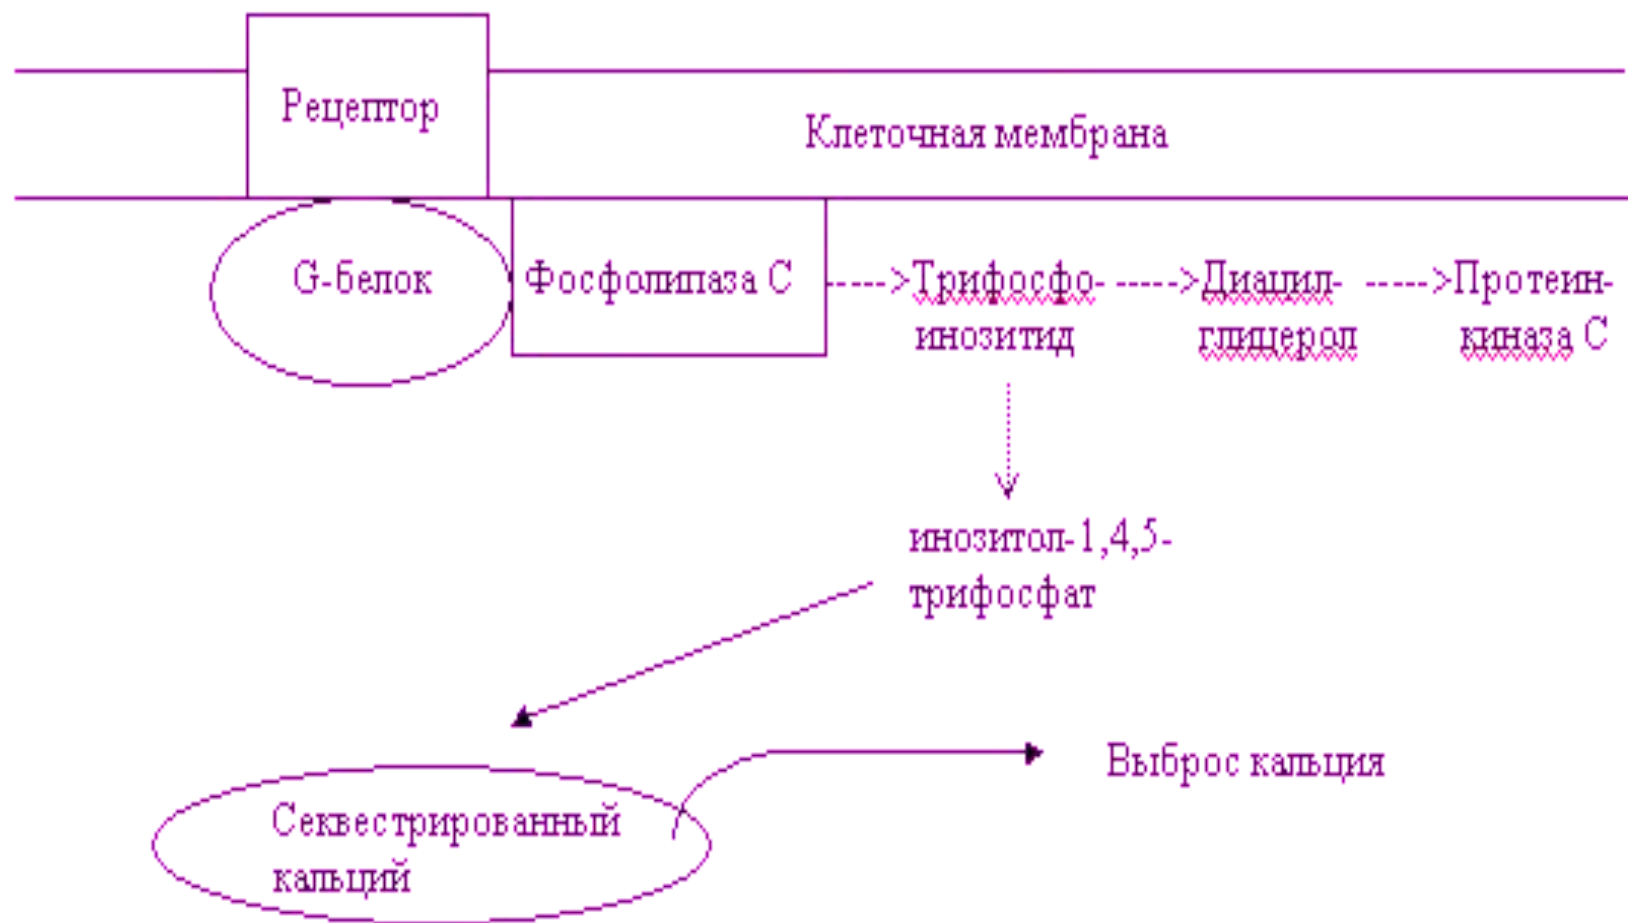 Рецептор
Клеточная мембрана
G-белок
Фосфолипаза С
Трифосфо-
инозитид
Диацил-
глицерол
Протеин-
киназа С
инозитол-1,4,5-
трифосфат
Выброс кальция
Секвестрированный
кальций